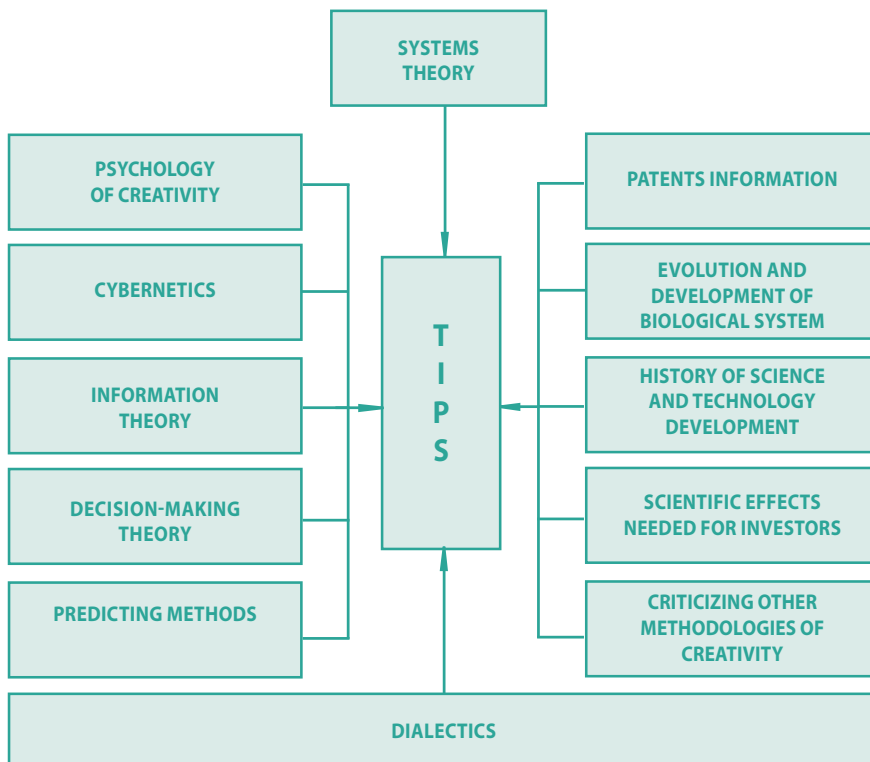 SYSTEMS
THEORY
PSYCHOLOGY
OF CREATIVITY
CYBERNETICS
INFORMATION
THEORY
DECISION-MAKING
THEORY
PREDICTING METHODS
T
I
P
S
PATENTS INFORMATION
EVOLUTION AND
DEVELOPMENT OF
BIOLOGICAL SYSTEM
HISTORY OF SCIENCE
AND TECHNOLOGY
DEVELOPMENT
SCIENTIFIC EFFECTS
NEEDED FOR INVESTORS
CRITICIZING OTHER
METHODOLOGIES OF
CREATIVITY
DIALECTICS